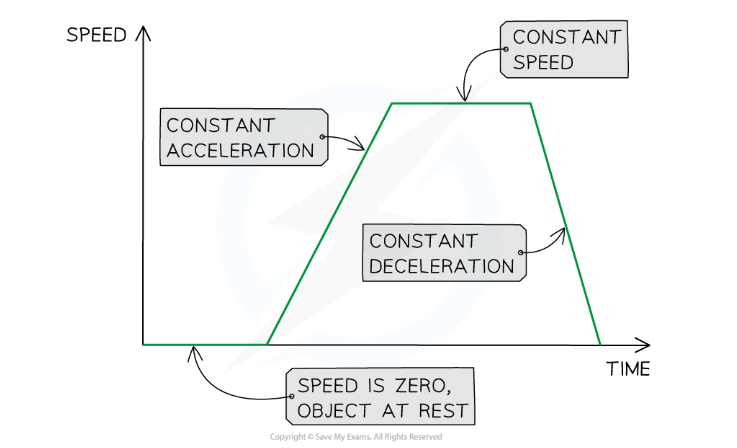 SPEED
CONSTANT
SPEED
CONSTANT
ACCELERATION
CONSTANT
DECELERATION
TIME
SPEED IS ZERO,
OBJECT AT REST
Copyright © Save My Exams. All Rights Reserved